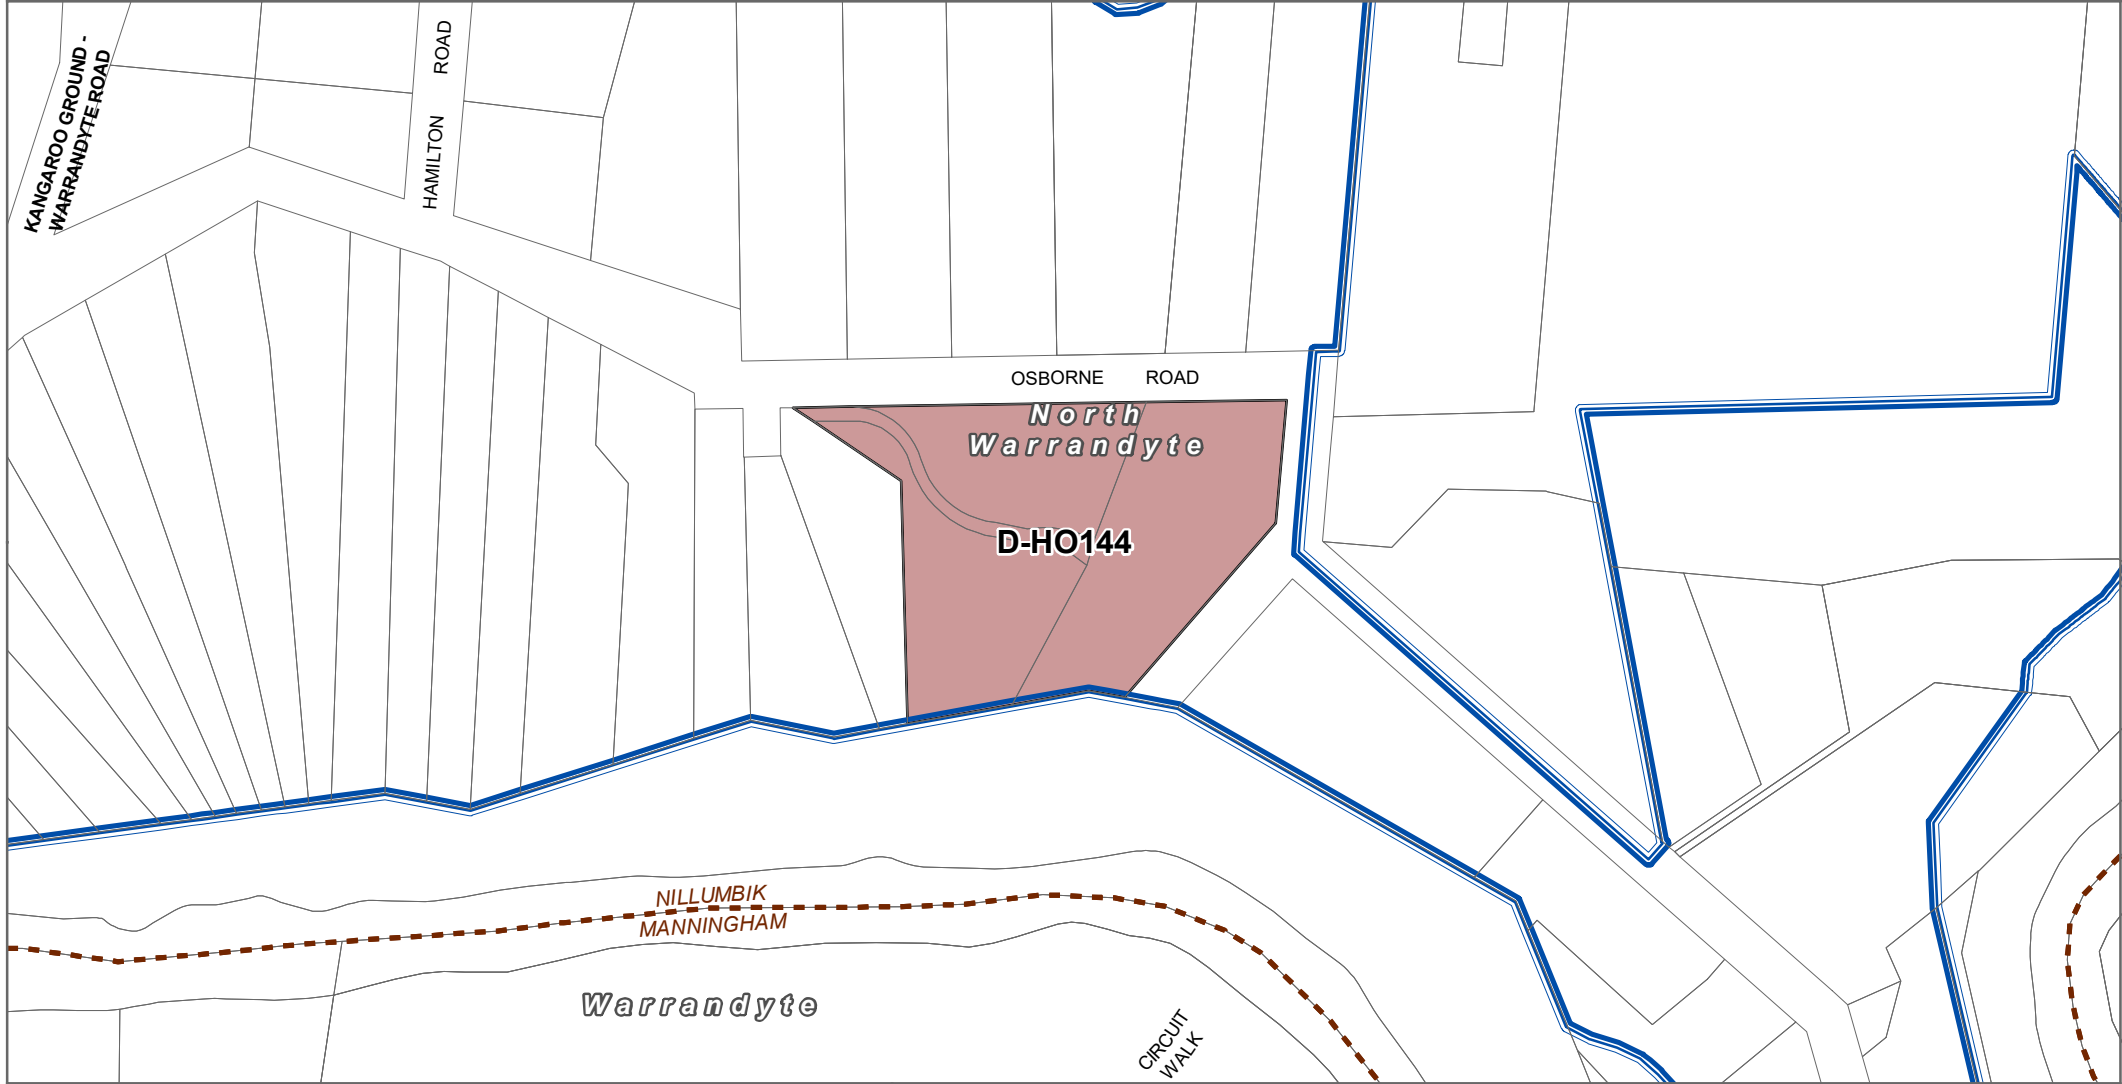 KANGAROO GROUND -
WARRANDYTE ROAD
HAMILTON ROAD
OSBORNE ROAD
North
Warrandyte
D-HO144
NILLUMBIK
MANNINGHAM
Warrandyte
CIRCUIT
WALK